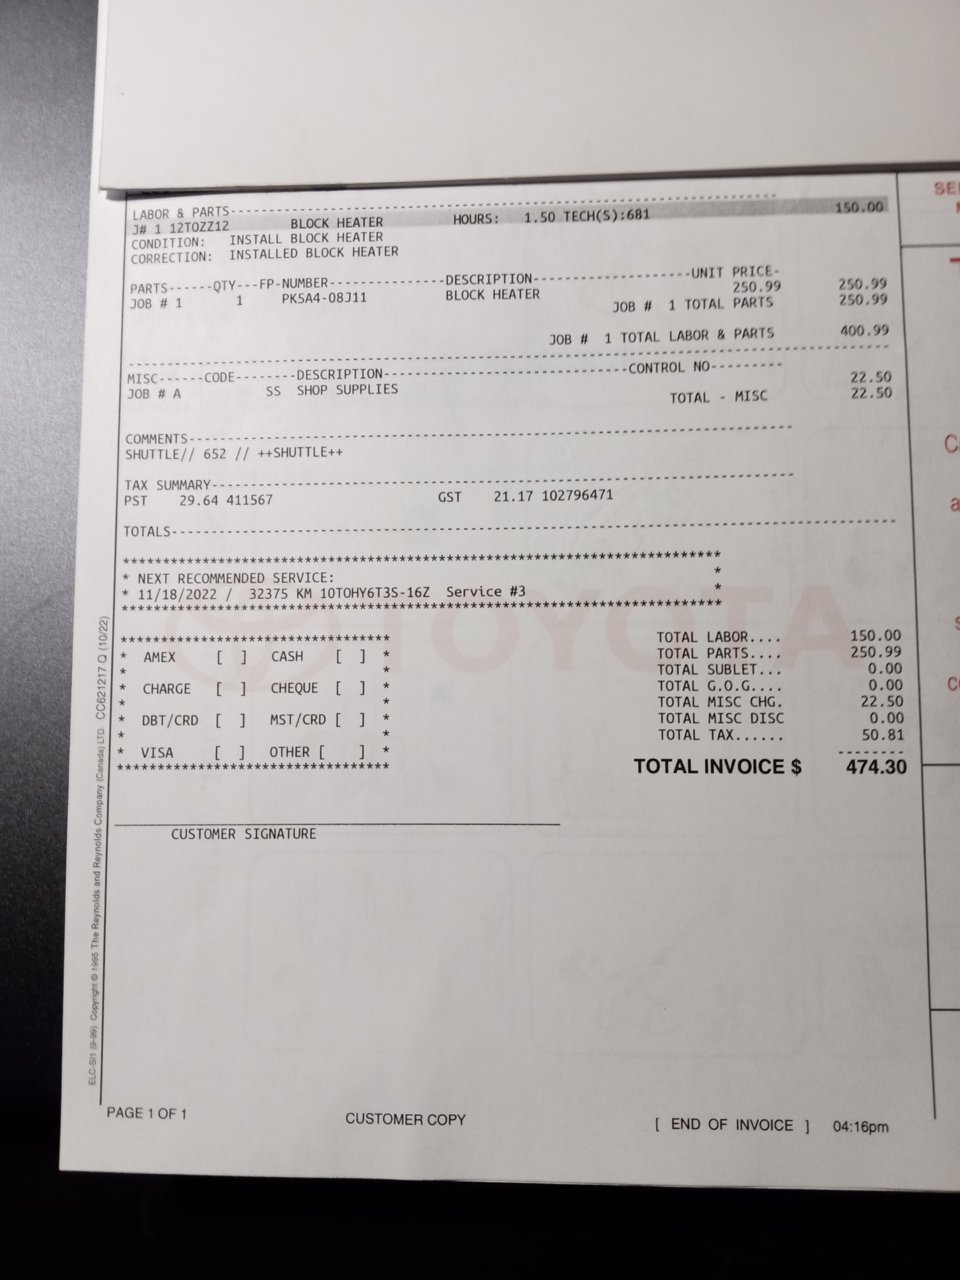 LABOR & PARTS---------------------------------------------------------------------------
J# 1 12TOZZ12 BLOCK HEATER HOURS: 1.50 TECH(S):681 150.00
CONDITION: INSTALL BLOCK HEATER
CORRECTION: INSTALLED BLOCK HEATER
PARTS------QTY---FP-NUMBER---------------DESCRIPTION--------------------UNIT PRICE-
JOB # 1 1 PK5A4-08J11 BLOCK HEATER 250.99 250.99
JOB # 1 TOTAL PARTS 250.99
JOB # 1 TOTAL LABOR & PARTS 400.99
MISC------CODE--------DESCRIPTION-------------------------------CONTROL NO---------
JOB # A SS SHOP SUPPLIES 22.50
TOTAL - MISC 22.50
COMMENTS---------------------------------------------------------------------------
SHUTTLE// 652 // ++SHUTTLE++
TAX SUMMARY------------------------------------------------------------------------
PST 29.64 411567 GST 21.17 102796471
TOTALS-----------------------------------------------------------------------------
***************************************************************************
* NEXT RECOMMENDED SERVICE: *
* 11/18/2022 / 32375 KM 10TOHY6T3S-16Z Service #3 *
***************************************************************************
TOYOTA
********************************* TOTAL LABOR.... 150.00
* AMEX [ ] CASH [ ] * TOTAL PARTS.... 250.99
* * TOTAL SUBLET... 0.00
* CHARGE [ ] CHEQUE [ ] * TOTAL G.O.G.... 0.00
* * TOTAL MISC CHG. 22.50
* DBT/CRD [ ] MST/CRD [ ] * TOTAL MISC DISC 0.00
* * TOTAL TAX...... 50.81
* VISA [ ] OTHER [ ] *
********************************* TOTAL INVOICE $ 474.30
CUSTOMER SIGNATURE
ELC-SI1 (9-99) Copyright © 1995 The Reynolds and Reynolds Company (Canada) LTD. CC621217 Q (10/22)
PAGE 1 OF 1 CUSTOMER COPY [ END OF INVOICE ] 04:16pm